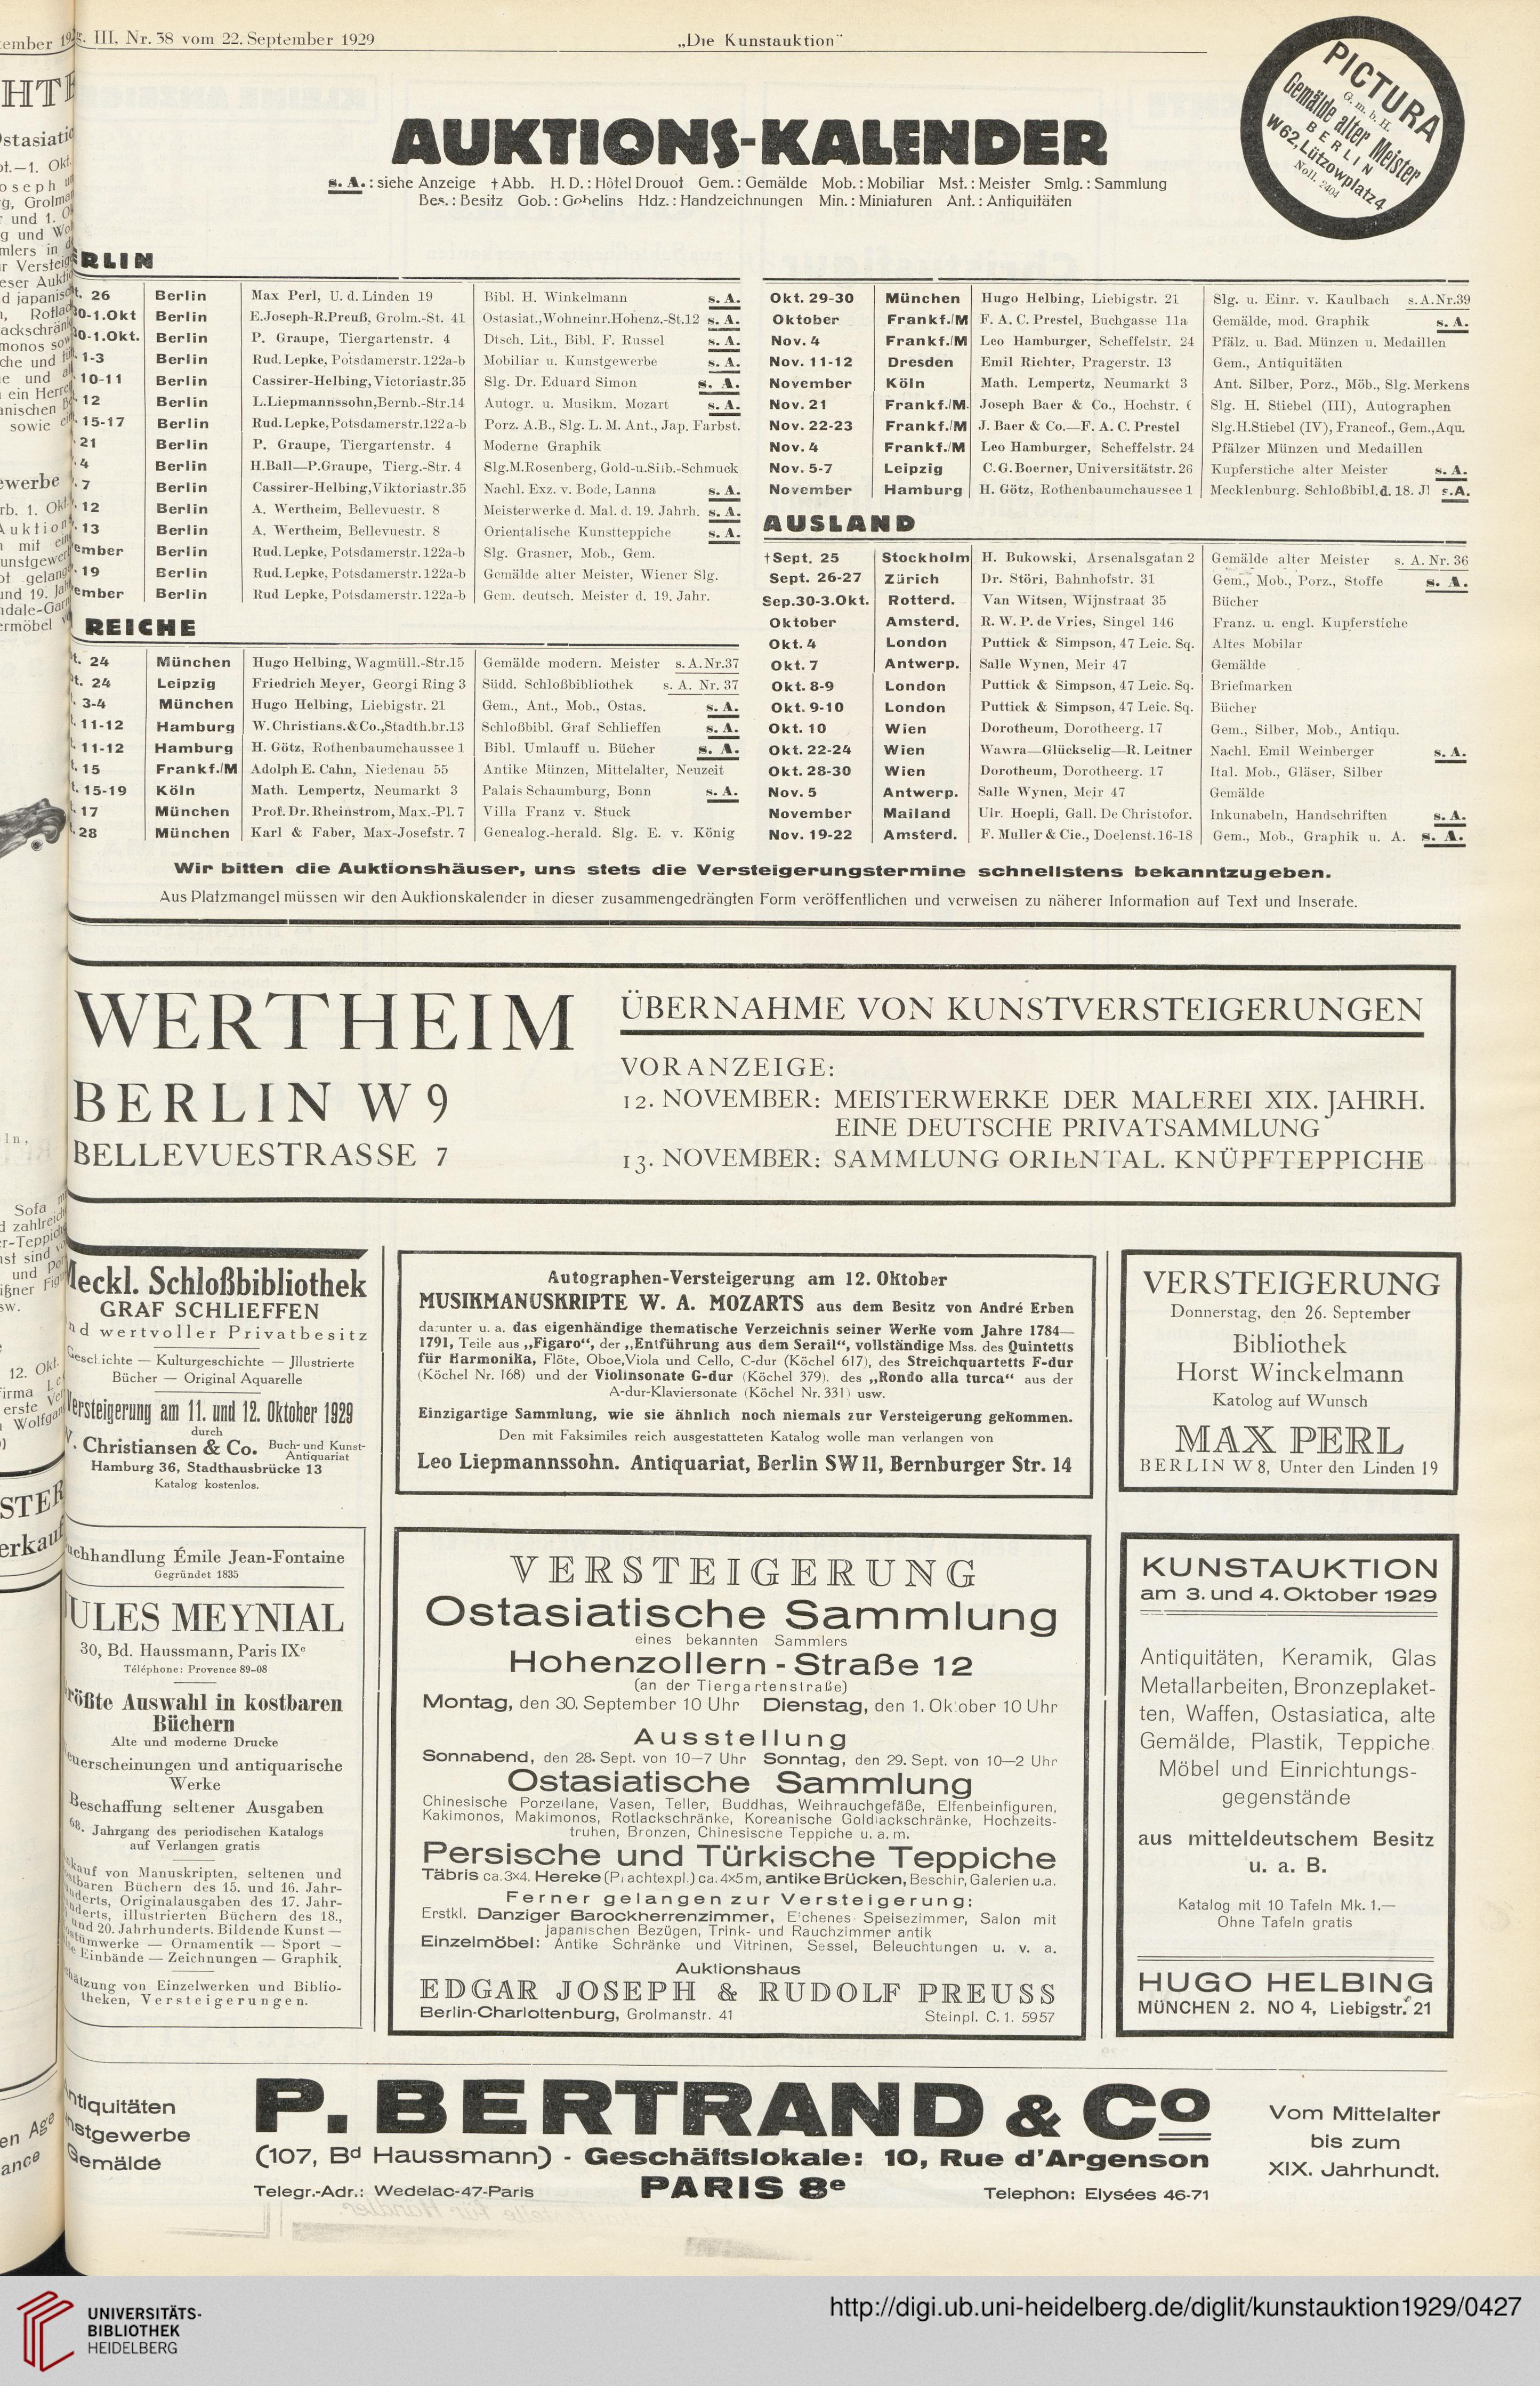 III, Nr. 38 vom 22. September 1929
„Die Kunstauktion"
PICTURA
G. m. b. H.
Gemälde alter Meister
BERLIN
W62, Lützowplatz 4
Noll. 2404
AUKTIONS-KALENDER
s. A.: siehe Anzeige † Abb. H. D.: Hôtel Drouot Gem.: Gemälde Mob.: Mobiliar Mst.: Meister Smlg.: Sammlung
Bes.: Besitz Gob.: Gobelins Hdz.: Handzeichnungen Min.: Miniaturen Ant.: Antiquitäten
RLIN
26 Berlin Max Perl, U. d. Linden 19 Bibl. H. Winkelmann s. A.
0-1.Okt Berlin E.Joseph-R.Preuß, Grolm.-St. 41 Ostasiat.,Wohneinr.Hohenz.-St.12 s. A.
0-1.Okt. Berlin P. Graupe, Tiergartenstr. 4 Dtsch. Lit., Bibl. F. Russel s. A.
1-3 Berlin Rud. Lepke, Potsdamerstr.122a-b Mobiliar u. Kunstgewerbe s. A.
10-11 Berlin Cassirer-Helbing,Victoriastr.35 Slg. Dr. Eduard Simon s. A.
12 Berlin L.Liepmannssohn,Bernb.-Str.14 Autogr. u. Musikm. Mozart s. A.
15-17 Berlin Rud. Lepke, Potsdamerstr.122a-b Porz. A.B., Slg. L. M. Ant., Jap. Farbst.
21 Berlin P. Graupe, Tiergartenstr. 4 Moderne Graphik
4 Berlin H.Ball—P.Graupe, Tierg.-Str. 4 Slg.M.Rosenberg, Gold-u.Silb.-Schmuck
7 Berlin Cassirer-Helbing,Viktoriastr.35 Nachl. Exz. v. Bode, Lanna s. A.
12 Berlin A. Wertheim, Bellevuestr. 8 Meisterwerke d. Mal. d. 19. Jahrh. s. A.
13 Berlin A. Wertheim, Bellevuestr. 8 Orientalische Kunstteppiche s. A.
ember Berlin Rud. Lepke, Potsdamerstr.122a-b Slg. Grasner, Mob., Gem.
19 Berlin Rud. Lepke, Potsdamerstr.122a-b Gemälde alter Meister, Wiener Slg.
ember Berlin Rud Lepke, Potsdamerstr.122a-b Gem. deutsch. Meister d. 19. Jahr.
REICHE
24 München Hugo Helbing, Wagmüll.-Str.15 Gemälde modern. Meister s. A.Nr.37
24 Leipzig Friedrich Meyer, Georgi Ring 3 Südd. Schloßbibliothek s. A. Nr. 37
3-4 München Hugo Helbing, Liebigstr. 21 Gem., Ant., Mob., Ostas. s. A.
11-12 Hamburg W.Christians.&Co.,Stadth.br.13 Schloßbibl. Graf Schlieffen s. A.
11-12 Hamburg H. Götz, Rothenbaumchaussee 1 Bibl. Umlauff u. Bücher s. A.
15 Frankf./M Adolph E. Cahn, Niedenau 55 Antike Münzen, Mittelalter, Neuzeit
15-19 Köln Math. Lempertz, Neumarkt 3 Palais Schaumburg, Bonn s. A.
17 München Prof. Dr. Rheinstrom, Max.-Pl. 7 Villa Franz v. Stuck
28 München Karl & Faber, Max-Josefstr. 7 Genealog.-herald. Slg. E. v. König
Okt. 29-30 München Hugo Helbing, Liebigstr. 21 Slg. u. Einr. v. Kaulbach s.A.Nr.39
Oktober Frankf./M F. A. C. Prestel, Buchgasse 11a Gemälde, mod. Graphik s. A.
Nov. 4 Frankf./M Leo Hamburger, Scheffelstr. 24 Pfälz. u. Bad. Münzen u. Medaillen
Nov. 11-12 Dresden Emil Richter, Pragerstr. 13 Gem., Antiquitäten
November Köln Math. Lempertz, Neumarkt 3 Ant. Silber, Porz., Möb., Slg. Merkens
Nov. 21 Frankf./M. Joseph Baer & Co., Hochstr. Slg. H. Stiebel (III), Autographen
Nov. 22-23 Frankf./M J. Baer & Co.—F. A. C. Prestel Slg.H.Stiebel (IV), Francof., Gem., Aqu.
Nov. 4 Frankf./M Leo Hamburger, Scheffelstr. 24 Pfälzer Münzen und Medaillen
Nov. 5-7 Leipzig C.G.Boerner, Universitätstr.26 Kupferstiche alter Meister s. A.
November Hamburg H. Götz, Rothenbaumchaussee 1 Mecklenburg. Schloßbibl. d. 18. Jl s.A.
AUSLAND
†Sept. 25 Stockholm H. Bukowski, Arsenalsgatan 2 Gemälde alter Meister s. A. Nr. 36
Sept. 26-27 Zürich Dr. Störi, Bahnhofstr. 31 Gem., Mob., Porz., Stoffe s. A.
Sep.30-3.Okt. Rotterd. Van Witsen, Wijnstraat 35 Bücher
Oktober Amsterd. R. W. P. de Vries, Singel 146 Franz. u. engl. Kupferstiche
Okt. 4 London Puttick & Simpson, 47 Leic. Sq. Altes Mobilar
Okt. 7 Antwerp. Salle Wynen, Meir 47 Gemälde
Okt. 8-9 London Puttick & Simpson, 47 Leic. Sq. Briefmarken
Okt. 9-10 London Puttick & Simpson, 47 Leic. Sq. Bücher
Okt. 10 Wien Dorotheum, Dorotheerg. 17 Gem., Silber, Mob., Antiqu.
Okt. 22-24 Wien Wawra—Glückselig—R. Leitner Nachl. Emil Weinberger s. A.
Okt. 28-30 Wien Dorotheum, Dorotheerg. 17 Ital. Mob., Gläser, Silber
Nov. 5 Antwerp. Salle Wynen, Meir 47 Gemälde
November Mailand Ulr. Hoepli, Gall. De Christofor. Inkunabeln, Handschriften s. A.
Nov. 19-22 Amsterd. F. Muller & Cie., Doelenst.16-18 Gem., Mob., Graphik u. A. s. A.
Wir bitten die Auktionshäuser, uns stets die Versteigerungstermine schnellstens bekanntzugeben.
Aus Platzmangel müssen wir den Auktionskalender in dieser zusammengedrängten Form veröffentlichen und verweisen zu näherer Information auf Text und Inserate.
WERTHEIM
BERLIN W 9
BELLEVUESTRASSE 7
ÜBERNAHME VON KUNSTVERSTEIGERUNGEN
VORANZEIGE:
12. NOVEMBER: MEISTERWERKE DER MALEREI XIX. JAHRH.
EINE DEUTSCHE PRIVATSAMMLUNG
13. NOVEMBER: SAMMLUNG ORIENTAL. KNÜPFTEPPICHE
Meckl. Schloßbibliothek
GRAF SCHLIEFFEN
nd wertvoller Privatbesitz
Geschichte — Kulturgeschichte — Jllustrierte
Bücher — Original Aquarelle
Versteigerung am 11. und 12. Oktober 1929
durch
. Christiansen & Co. Buch- und Kunst-
Antiquariat
Hamburg 36, Stadthausbrücke 13
Katalog kostenlos.
Autographen-Versteigerung am 12. Oktober
MUSIKMANUSKRIPTE W. A. MOZARTS aus dem Besitz von André Erben
darunter u. a. das eigenhändige thematische Verzeichnis seiner Werke vom Jahre 1784—
1791, Teile aus „Figaro“, der „Entführung aus dem Serail“, vollständige Mss. des Quintetts
für Harmonika, Flöte, Oboe,Viola und Cello, C-dur (Köchel 617), des Streichquartetts F-dur
(Köchel Nr. 168) und der Violinsonate G-dur (Köchel 379). des „Rondo alla turca“ aus der
A-dur-Klaviersonate (Köchel Nr. 331) usw.
Einzigartige Sammlung, wie sie ähnlich noch niemals zur Versteigerung gekommen.
Den mit Faksimiles reich ausgestatteten Katalog wolle man verlangen von
Leo Liepmannssohn. Antiquariat, Berlin SW 11, Bernburger Str. 14
VERSTEIGERUNG
Donnerstag, den 26. September
Bibliothek
Horst Winckelmann
Katolog auf Wunsch
MAX PERL
BERLIN W 8, Unter den Linden 19
uchhandlung Émile Jean-Fontaine
Gegründet 1835
JULES MEYNIAL
30, Bd. Haussmann, Paris IXe
Téléphone: Provence 89-08
rößte Auswahl in kostbaren
Büchern
Alte und moderne Drucke
euerscheinungen und antiquarische
Werke
Beschaffung seltener Ausgaben
68. Jahrgang des periodischen Katalogs
auf Verlangen gratis
kauf von Manuskripten, seltenen und
tbaren Büchern des 15. und 16. Jahr-
nderts, Originalausgaben des 17. Jahr-
nderts, illustrierten Büchern des 18.,
und 20. Jahrhunderts. Bildende Kunst —
tümwerke — Ornamentik — Sport —
te Einbände — Zeichnungen — Graphik
hätzung von Einzelwerken und Biblio-
theken, Versteigerungen.
VERSTEIGERUNG
Ostasiatische Sammlung
eines bekannten Sammlers
Hohenzollern-Straße 12
(an der Tiergartenstraße)
Montag, den 30. September 10 Uhr Dienstag, den 1. Oktober 10 Uhr
Ausstellung
Sonnabend, den 28. Sept. von 10—7 Uhr Sonntag, den 29. Sept. von 10—2 Uhr
Ostasiatische Sammlung
Chinesische Porzellane, Vasen, Teller, Buddhas, Weihrauchgefäße, Elfenbeinfiguren,
Kakimonos, Makimonos, Rotlackschränke, Koreanische Goldlackschränke, Hochzeits-
truhen, Bronzen, Chinesische Teppiche u. a. m.
Persische und Türkische Teppiche
Täbris ca. 3x4. Hereke (Prachtexpl.) ca. 4x5m, antike Brücken, Beschir, Galerien u.a.
Ferner gelangen zur Versteigerung:
Erstkl. Danziger Barockherrenzimmer, Eichenes Speisezimmer, Salon mit
japanischen Bezügen, Trink- und Rauchzimmer antik
Einzelmöbel: Antike Schränke und Vitrinen, Sessel, Beleuchtungen u. v. a.
Auktionshaus
EDGAR JOSEPH & RUDOLF PREUSS
Berlin-Charlottenburg, Grolmanstr. 41 Steinpl. C. 1. 5957
KUNSTAUKTION
am 3. und 4. Oktober 1929
Antiquitäten, Keramik, Glas
Metallarbeiten, Bronzeplaket-
ten, Waffen, Ostasiatica, alte
Gemälde, Plastik, Teppiche
Möbel und Einrichtungs-
gegenstände
aus mitteldeutschem Besitz
u. a. B.
Katalog mit 10 Tafeln Mk. 1.—
Ohne Tafeln gratis
HUGO HELBING
MÜNCHEN 2. NO 4, Liebigstr. 21
ntiquitäten
nstgewerbe
Gemälde
P. BERTRAND & Co
(107, Bd Haussmann) - Geschäftslokale: 10, Rue d'Argenson
Telegr.-Adr.: Wedelac-47-Paris PARIS 8e Telephon: Elysées 46-71
Vom Mittelalter
bis zum
XIX. Jahrhundt.
UNIVERSITÄTS-
BIBLIOTHEK
HEIDELBERG
http://digi.ub.uni-heidelberg.de/diglit/kunstauktion1929/0427